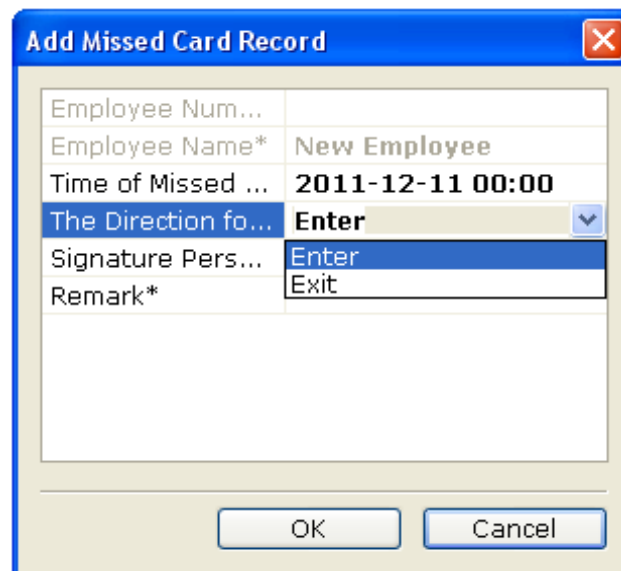 Add Missed Card Record
Employee Num...
Employee Name* New Employee
Time of Missed ... 2011-12-11 00:00
The Direction fo... Enter
Signature Pers... Enter
Remark* Exit
OK Cancel